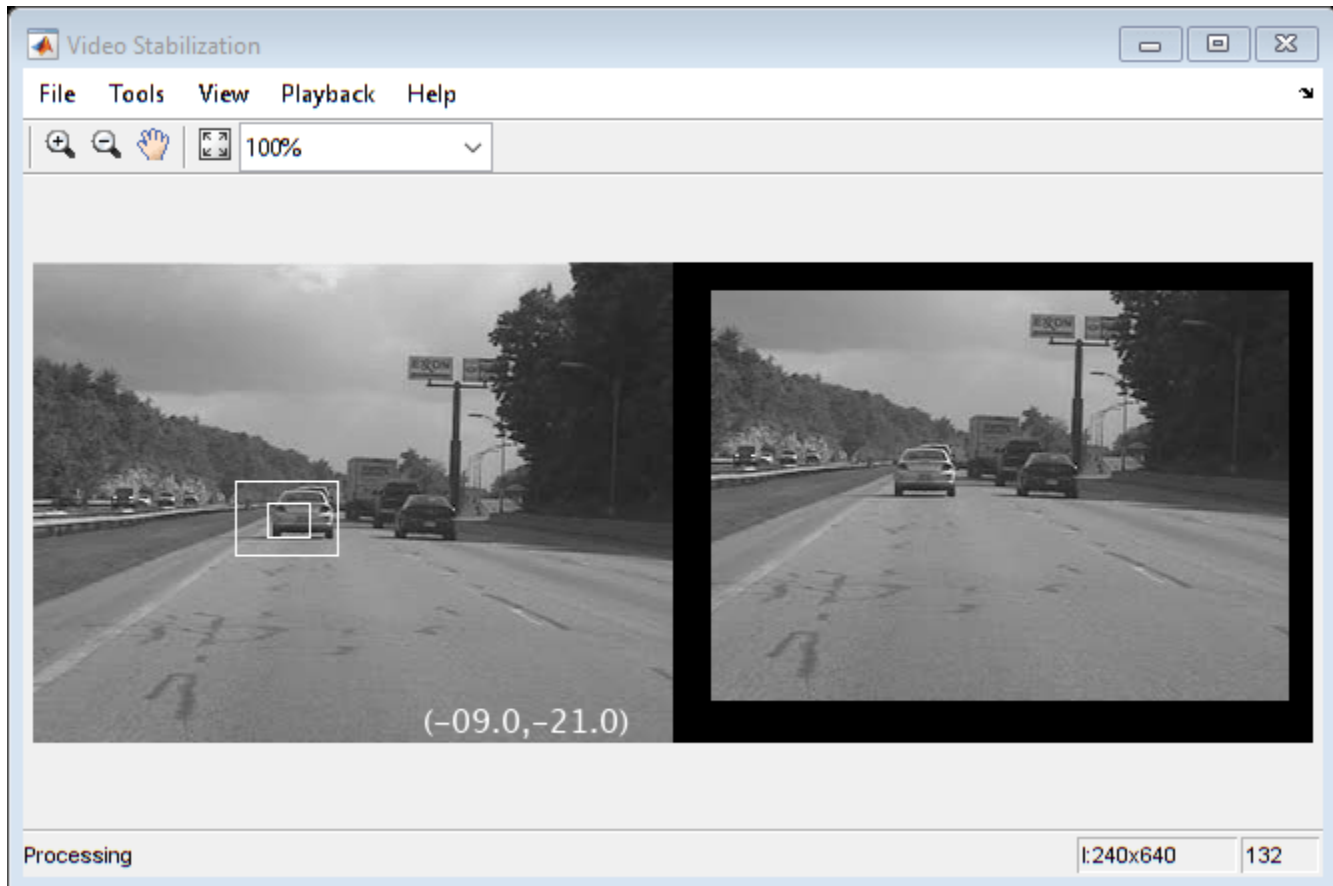 Video Stabilization
File Tools View Playback Help
100%
EXXON
(-09.0,-21.0)
EXXON
Processing
I:240x640 132